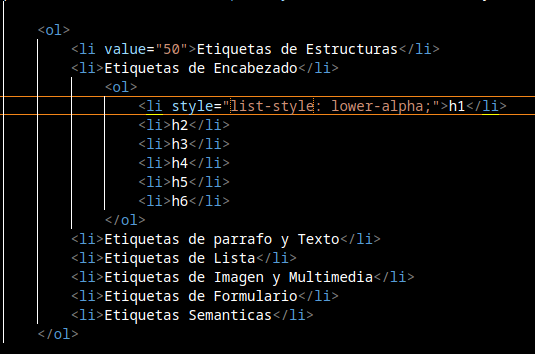 <ol>
<li value="50">Etiquetas de Estructuras</li>
<li>Etiquetas de Encabezado</li>
<ol>
<li style="list-style: lower-alpha;">h1</li>
<li>h2</li>
<li>h3</li>
<li>h4</li>
<li>h5</li>
<li>h6</li>
</ol>
<li>Etiquetas de parrafo y Texto</li>
<li>Etiquetas de Lista</li>
<li>Etiquetas de Imagen y Multimedia</li>
<li>Etiquetas de Formulario</li>
<li>Etiquetas Semanticas</li>
</ol>